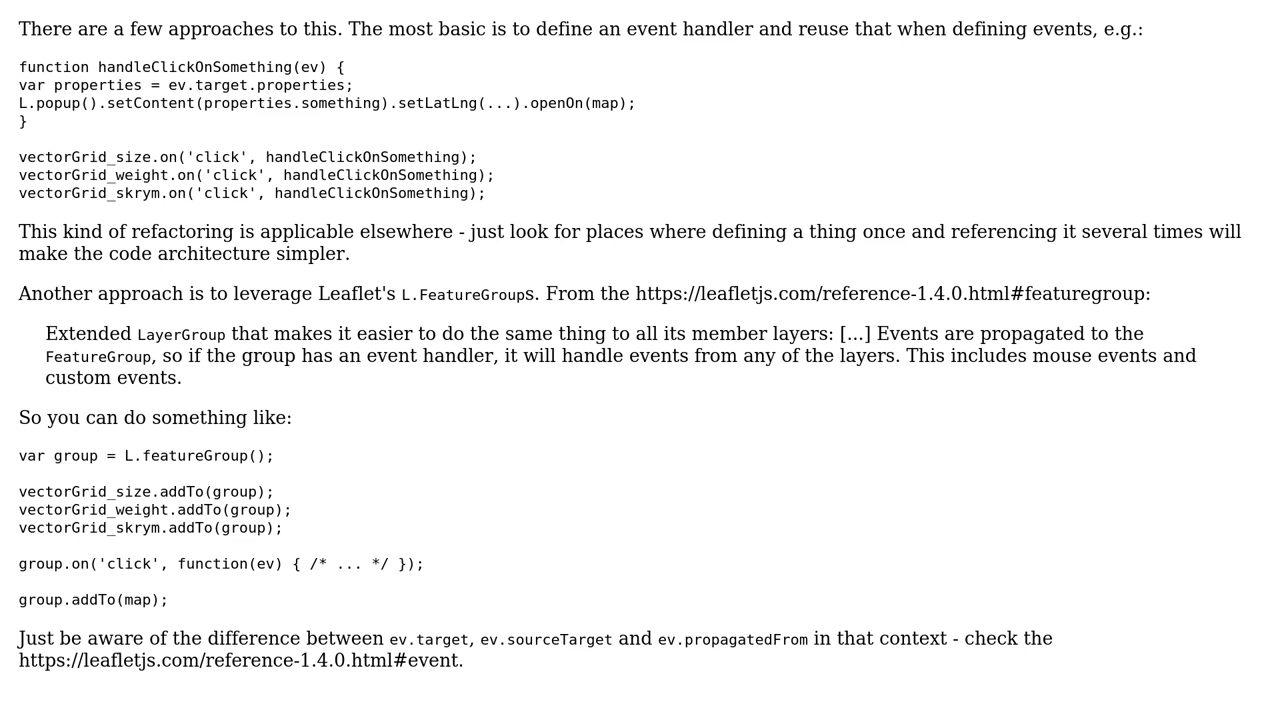 There are a few approaches to this. The most basic is to define an event handler and reuse that when defining events, e.g.:
function handleClickOnSomething(ev) {
var properties = ev.target.properties;
L.popup().setContent(properties.something).setLatLng(...).openOn(map);
}
vectorGrid_size.on('click', handleClickOnSomething);
vectorGrid_weight.on('click', handleClickOnSomething);
vectorGrid_skrym.on('click', handleClickOnSomething);
This kind of refactoring is applicable elsewhere - just look for places where defining a thing once and referencing it several times will
make the code architecture simpler.
Another approach is to leverage Leaflet's L.FeatureGroups. From the https://leafletjs.com/reference-1.4.0.html#featuregroup:
Extended LayerGroup that makes it easier to do the same thing to all its member layers: [...] Events are propagated to the
FeatureGroup, so if the group has an event handler, it will handle events from any of the layers. This includes mouse events and
custom events.
So you can do something like:
var group = L.featureGroup();
vectorGrid_size.addTo(group);
vectorGrid_weight.addTo(group);
vectorGrid_skrym.addTo(group);
group.on('click', function(ev) { /* ... */ });
group.addTo(map);
Just be aware of the difference between ev.target, ev.sourceTarget and ev.propagatedFrom in that context - check the
https://leafletjs.com/reference-1.4.0.html#event.